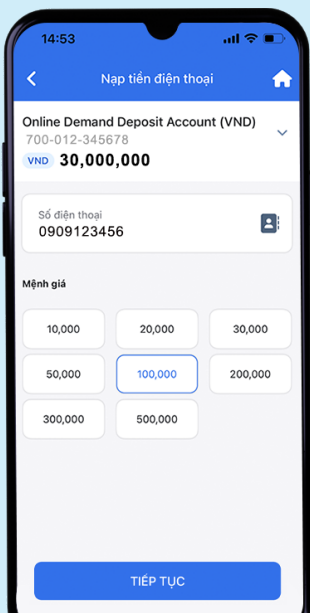 14:53
Nạp tiền điện thoại
Online Demand Deposit Account (VND)
700-012-345678
VND 30,000,000
Số điện thoại
0909123456
Mệnh giá
10,000 20,000 30,000
50,000 100,000 200,000
300,000 500,000
TIẾP TỤC